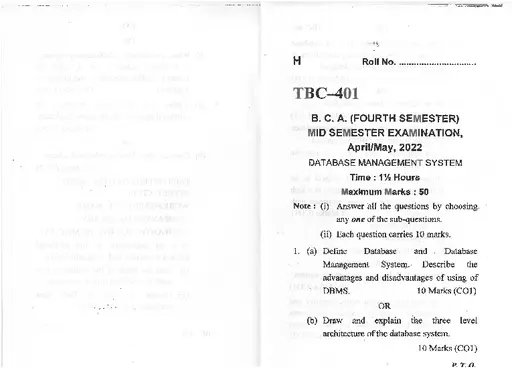 H Roll No. ..............................
TBC–401
B. C. A. (FOURTH SEMESTER)
MID SEMESTER EXAMINATION,
April/May, 2022
DATABASE MANAGEMENT SYSTEM
Time : 1½ Hours
Maximum Marks : 50
Note : (i) Answer all the questions by choosing
any one of the sub-questions.
(ii) Each question carries 10 marks.
1. (a) Define Database and Database
Management System. Describe the
advantages and disadvantages of using of
DBMS. 10 Marks (CO1)
OR
(b) Draw and explain the three level
architecture of the database system.
10 Marks (CO1)
P. T. O.